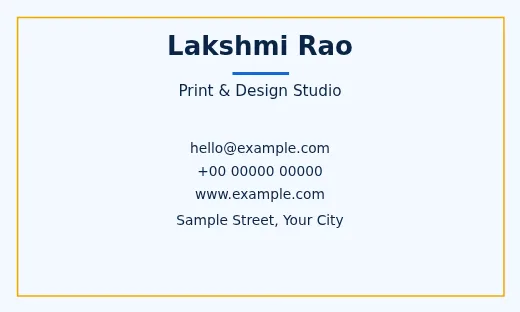 Lakshmi Rao
Print & Design Studio
hello@example.com
+00 00000 00000
www.example.com
Sample Street, Your City